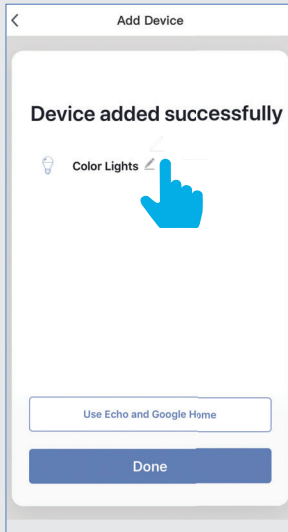 Add Device
Device added successfully
Color Lights
Use Echo and Google Home
Done